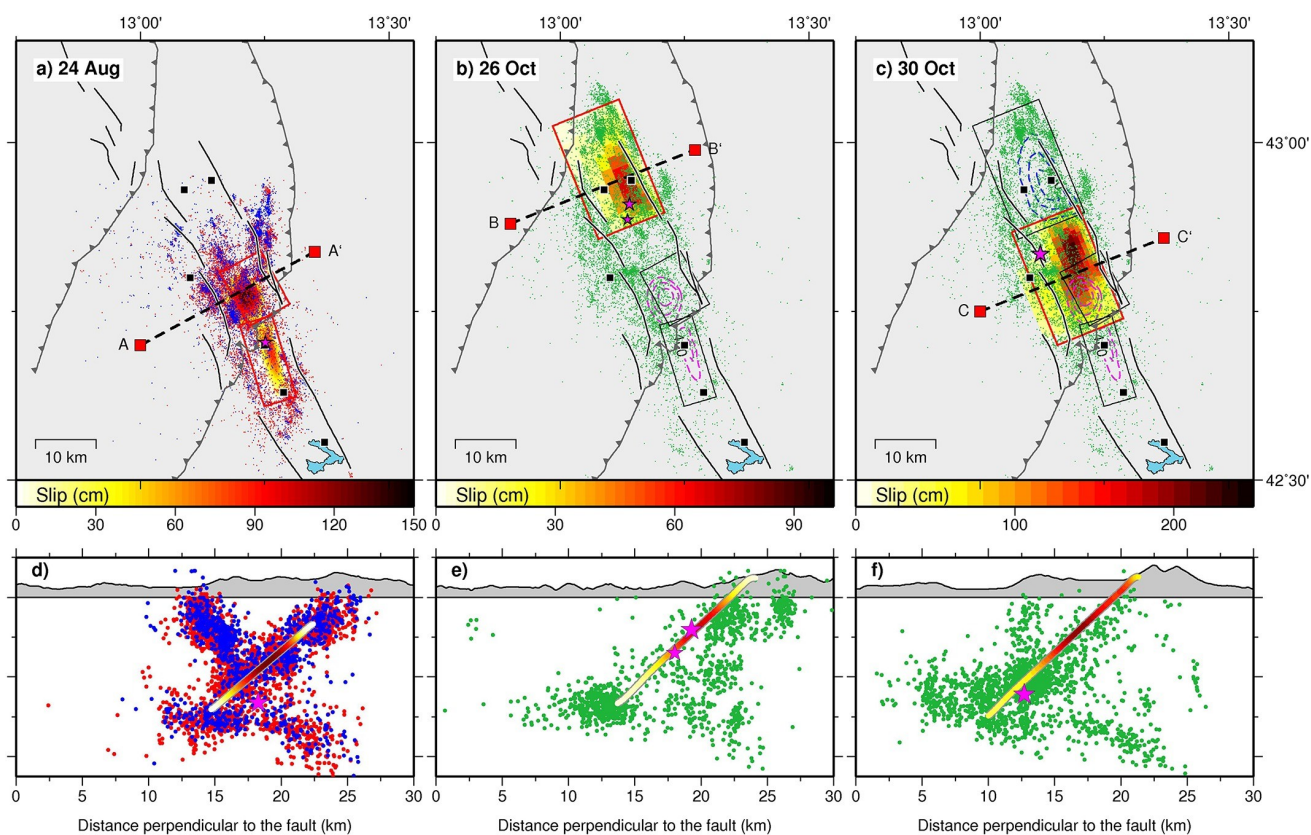 13°00' 13°30' 13°00' 13°30' 13°00' 13°30'
a) 24 Aug b) 26 Oct c) 30 Oct
B‘
43°00'
B
A‘
C‘
C
A
10 km 10 km 10 km
42°30'
Slip (cm) Slip (cm) Slip (cm)
0 30 60 90 120 150 0 30 60 90 0 100 200
d) e) f)
0 5 10 15 20 25 30 0 5 10 15 20 25 30 0 5 10 15 20 25 30
Distance perpendicular to the fault (km) Distance perpendicular to the fault (km) Distance perpendicular to the fault (km)